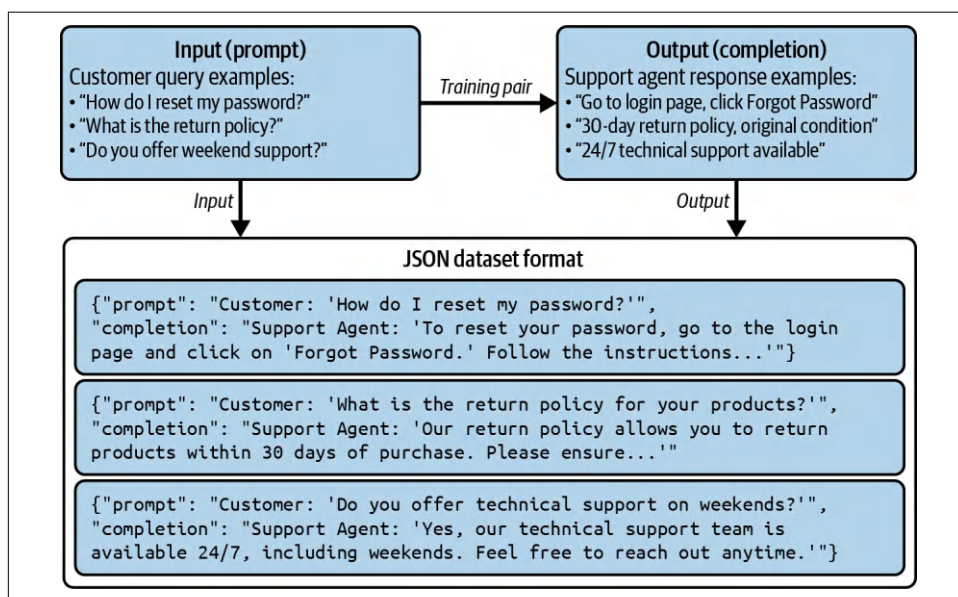 Input (prompt)
Customer query examples:
• “How do I reset my password?”
• “What is the return policy?”
• “Do you offer weekend support?”
Training pair
Output (completion)
Support agent response examples:
• “Go to login page, click Forgot Password”
• “30-day return policy, original condition”
• “24/7 technical support available”
Input
Output
JSON dataset format
{"prompt": "Customer: 'How do I reset my password?'",
"completion": "Support Agent: 'To reset your password, go to the login
page and click on 'Forgot Password.' Follow the instructions...'"}
{"prompt": "Customer: 'What is the return policy for your products?'",
"completion": "Support Agent: 'Our return policy allows you to return
products within 30 days of purchase. Please ensure...'"
{"prompt": "Customer: 'Do you offer technical support on weekends?'",
"completion": "Support Agent: 'Yes, our technical support team is
available 24/7, including weekends. Feel free to reach out anytime.'"}